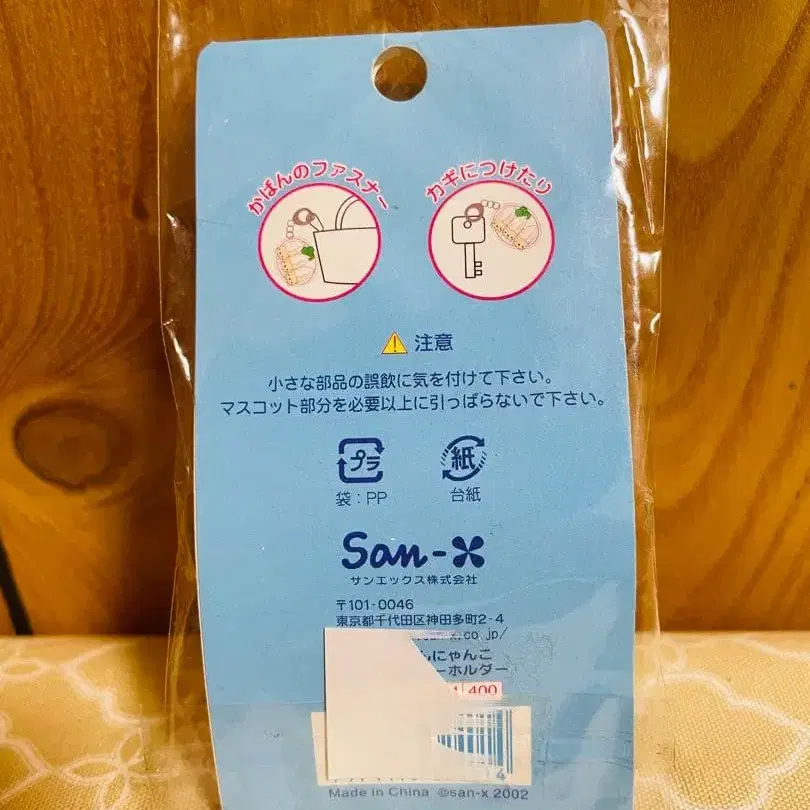 かばんのファスナー
カギにつけたり
注意
小さな部品の誤飲に気を付けて下さい。
マスコット部分を必要以上に引っぱらないで下さい。
プラ
紙
袋:PP
台紙
San-x
サンエックス株式会社
〒101-0046
東京都千代田区神田多町2-4
.co.jp/
んにゃんこ
ーホルダー
400
Made in China ©san-x 2002